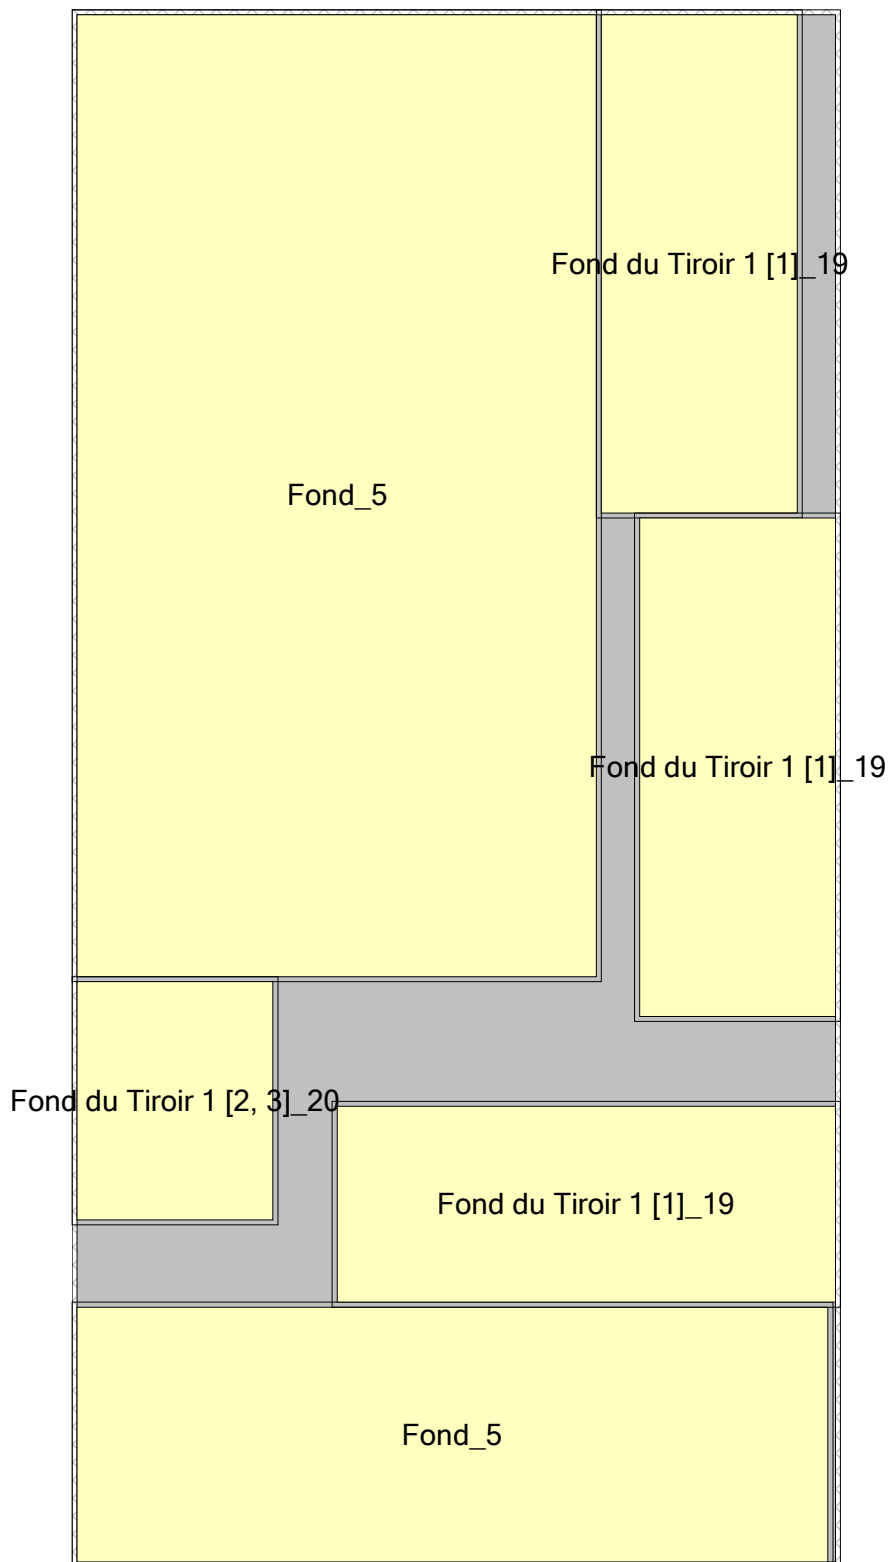 Fond du Tiroir 1 [1]_19
Fond_5
Fond du Tiroir 1 [1]_19
Fond du Tiroir 1 [2, 3]_20
Fond du Tiroir 1 [1]_19
Fond_5